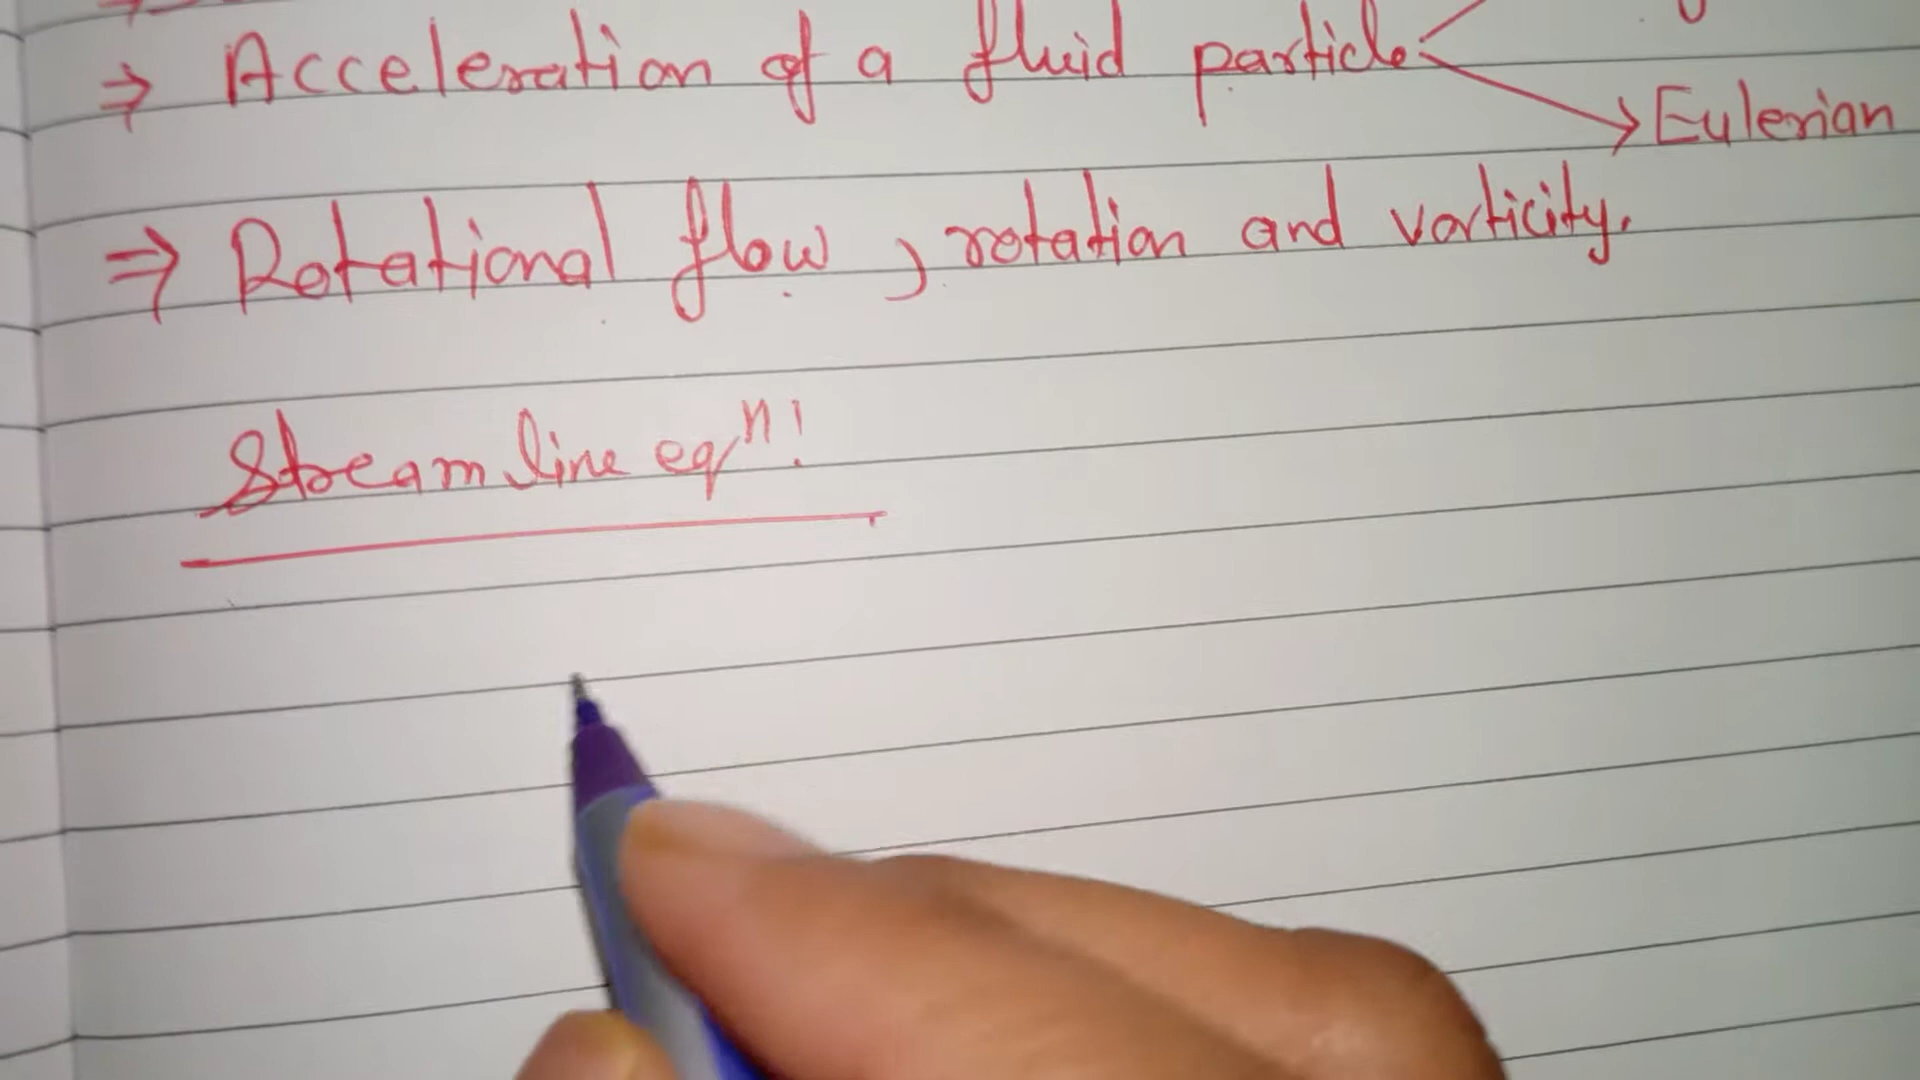 ⇒ Acceleration of a fluid particle
→ Eulerian
⇒ Rotational flow, rotation and vorticity.
Stream line eqⁿ: